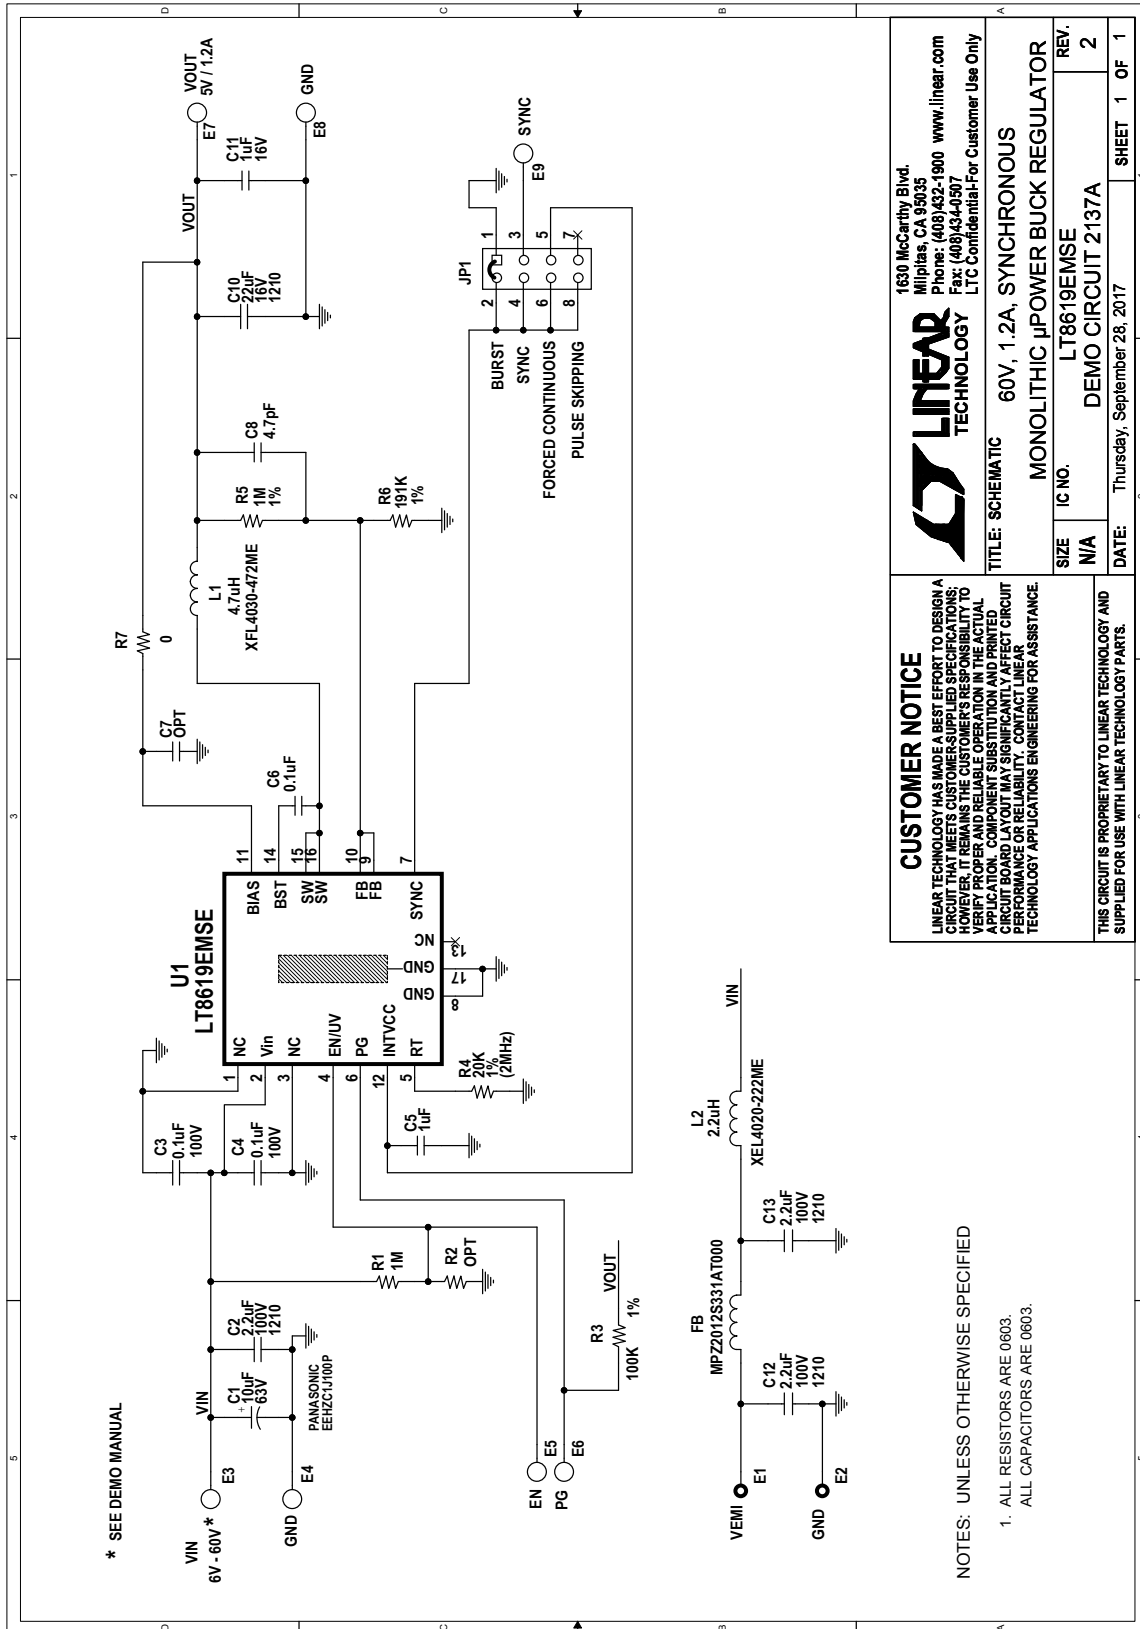 * SEE DEMO MANUAL
VIN
6V - 60V *
E3
GND
E4
VIN
C1
+
10uF
63V
PANASONIC
EEHZC1J100P
C2
2.2uF
100V
1210
C3
0.1uF
100V
C4
0.1uF
100V
R1
1M
R2
OPT
EN
E5
PG
E6
R3
100K
1%
VOUT
C5
1uF
R4
20K
1%
(2MHz)
U1
LT8619EMSE
1
NC
2
Vin
3
NC
4
EN/UV
6
PG
12
INTVCC
5
RT
8
GND
17
GND
13
NC
BIAS
11
BST
14
SW
15
SW
16
FB
10
FB
9
SYNC
7
C6
0.1uF
C7
OPT
R7
0
L1
4.7uH
XFL4030-472ME
R5
1M
1%
C8
4.7pF
R6
191K
1%
C10
22uF
16V
1210
VOUT
C11
1uF
16V
VOUT
5V / 1.2A
E7
GND
E8
JP1
2
1
4
3
6
5
8
7
BURST
SYNC
FORCED CONTINUOUS
PULSE SKIPPING
SYNC
E9
VEMI
E1
GND
E2
C12
2.2uF
100V
1210
FB
MPZ2012S331AT000
C13
2.2uF
100V
1210
L2
2.2uH
XEL4020-222ME
VIN
NOTES: UNLESS OTHERWISE SPECIFIED
1. ALL RESISTORS ARE 0603.
ALL CAPACITORS ARE 0603.
CUSTOMER NOTICE
LINEAR TECHNOLOGY HAS MADE A BEST EFFORT TO DESIGN A
CIRCUIT THAT MEETS CUSTOMER-SUPPLIED SPECIFICATIONS;
HOWEVER, IT REMAINS THE CUSTOMER'S RESPONSIBILITY TO
VERIFY PROPER AND RELIABLE OPERATION IN THE ACTUAL
APPLICATION. COMPONENT SUBSTITUTION AND PRINTED
CIRCUIT BOARD LAYOUT MAY SIGNIFICANTLY AFFECT CIRCUIT
PERFORMANCE OR RELIABILITY. CONTACT LINEAR
TECHNOLOGY APPLICATIONS ENGINEERING FOR ASSISTANCE.
THIS CIRCUIT IS PROPRIETARY TO LINEAR TECHNOLOGY AND
SUPPLIED FOR USE WITH LINEAR TECHNOLOGY PARTS.
LT LINEAR
TECHNOLOGY
1630 McCarthy Blvd.
Milpitas, CA 95035
Phone: (408)432-1900 www.linear.com
Fax: (408)434-0507
LTC Confidential-For Customer Use Only
TITLE: SCHEMATIC
60V, 1.2A, SYNCHRONOUS
MONOLITHIC µPOWER BUCK REGULATOR
SIZE
N/A
IC NO.
LT8619EMSE
DEMO CIRCUIT 2137A
REV.
2
DATE: Thursday, September 28, 2017
SHEET 1 OF 1
5
4
3
2
1
D
C
B
A
D
C
B
A